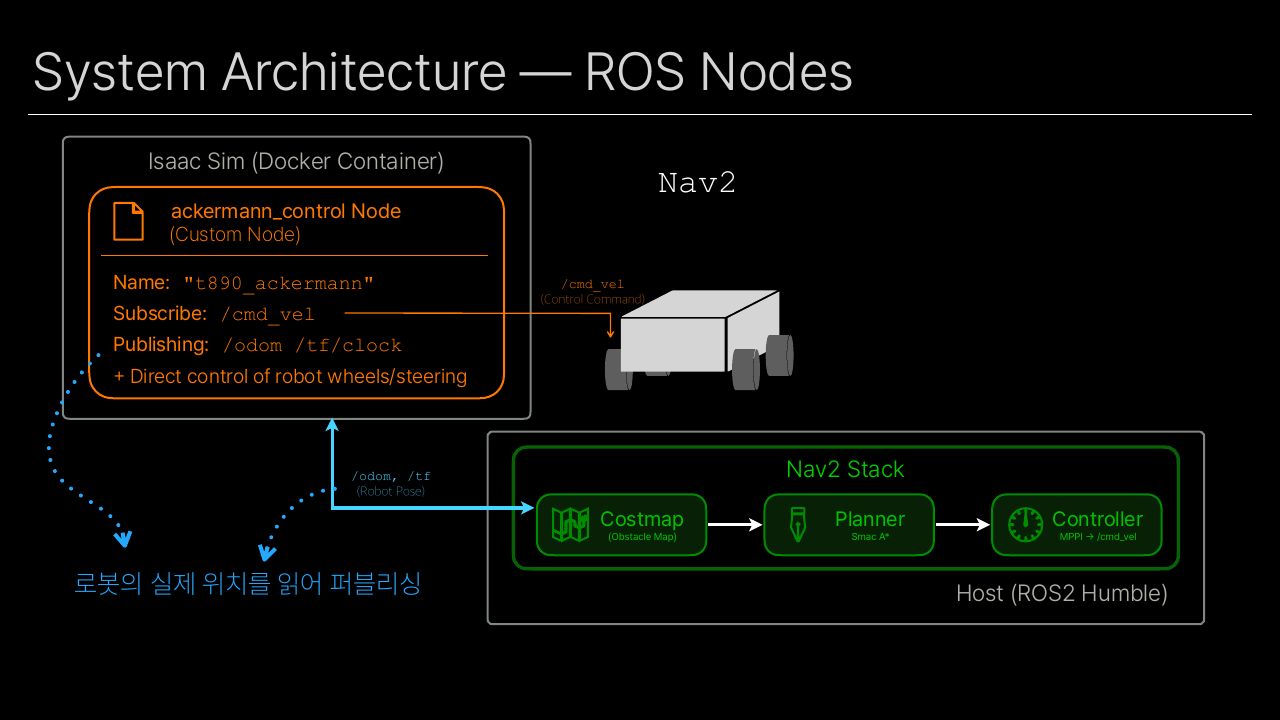 System Architecture — ROS Nodes
Isaac Sim (Docker Container)
ackermann_control Node
(Custom Node)
Name: "t890_ackermann"
Subscribe: /cmd_vel
Publishing: /odom /tf/clock
+ Direct control of robot wheels/steering
Nav2
/cmd_vel
(Control Command)
/odom, /tf
(Robot Pose)
로봇의 실제 위치를 읽어 퍼블리싱
Nav2 Stack
Costmap
(Obstacle Map)
Planner
Smac A*
Controller
MPPI → /cmd_vel
Host (ROS2 Humble)